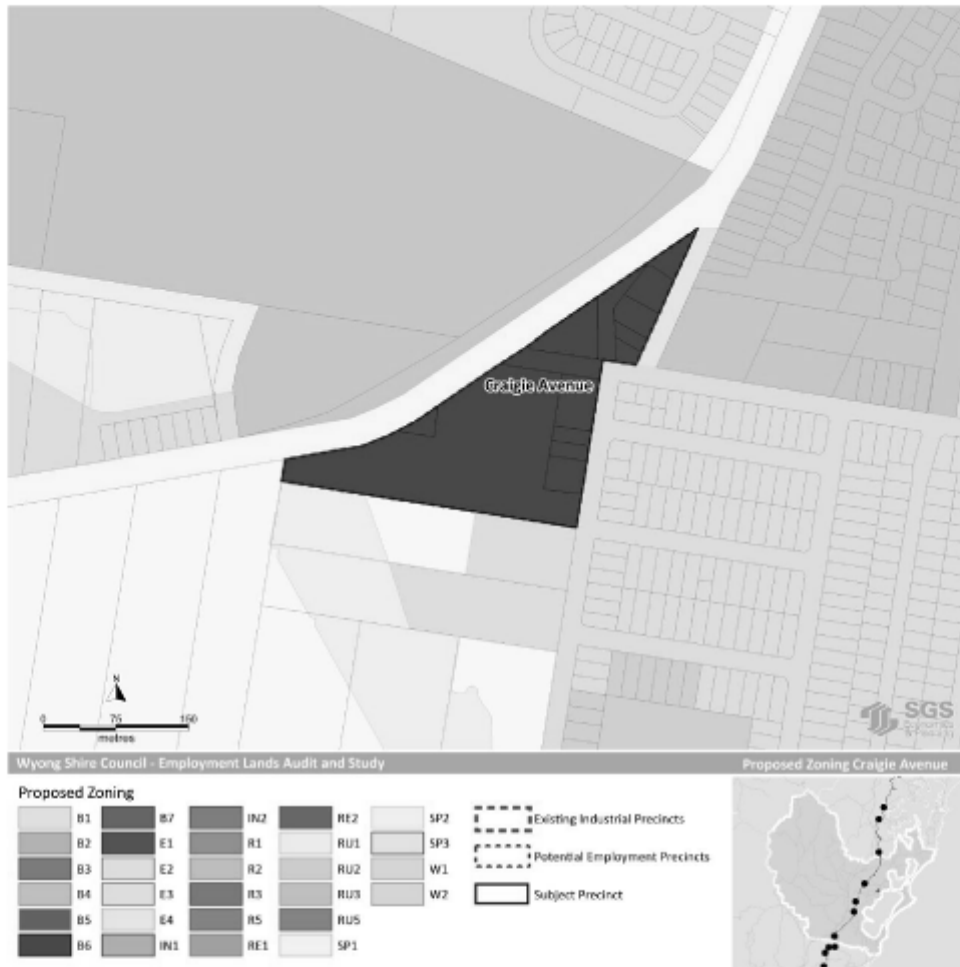 Craigie Avenue
N
0 75 150
metres
SGS
Wyong Shire Council - Employment Lands Audit and Study Proposed Zoning Craigie Avenue
Proposed Zoning
B1 B7 IN2 RE2 SP2 Existing Industrial Precincts
B2 E1 R1 RU1 SP3
B3 E2 R2 RU2 W1 Potential Employment Precincts
B4 E3 R3 RU3 W2 Subject Precinct
B5 E4 R5 RU5
B6 IN1 RE1 SP1